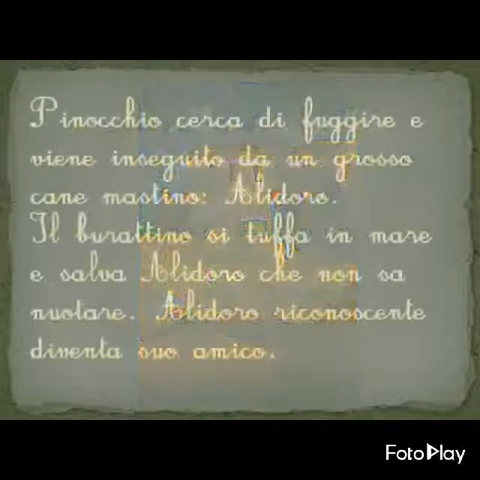 Pinocchio cerca di fuggire e
viene inseguito da un grosso
cane mastino: Alidoro.
Il burattino si tuffa in mare
e salva Alidoro che non sa
nuotare. Alidoro riconoscente
diventa suo amico.
FotoPlay